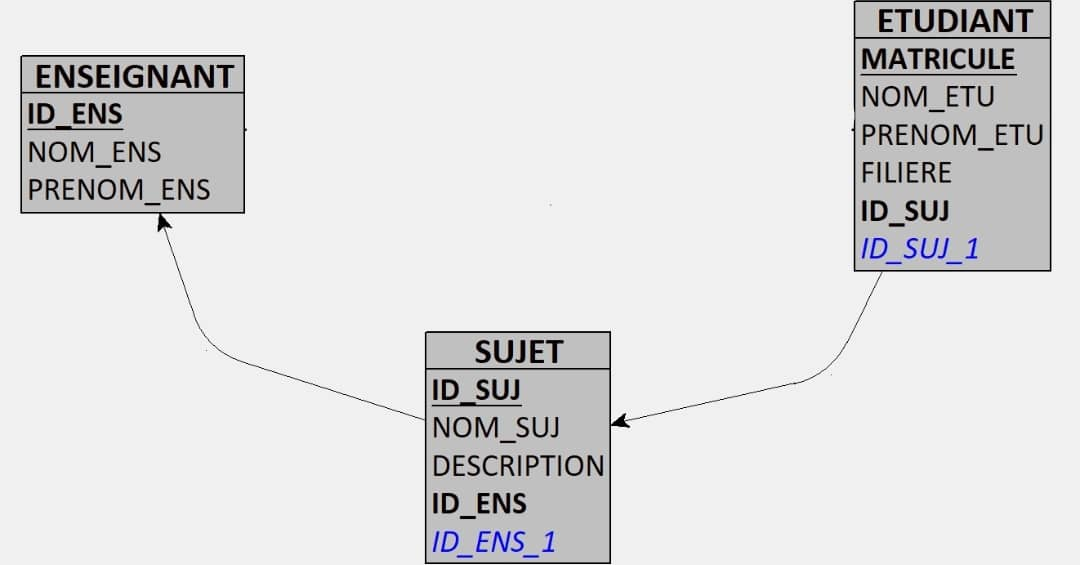 ENSEIGNANT
ID_ENS
NOM_ENS
PRENOM_ENS
ETUDIANT
MATRICULE
NOM_ETU
PRENOM_ETU
FILIERE
ID_SUJ
ID_SUJ_1
SUJET
ID_SUJ
NOM_SUJ
DESCRIPTION
ID_ENS
ID_ENS_1